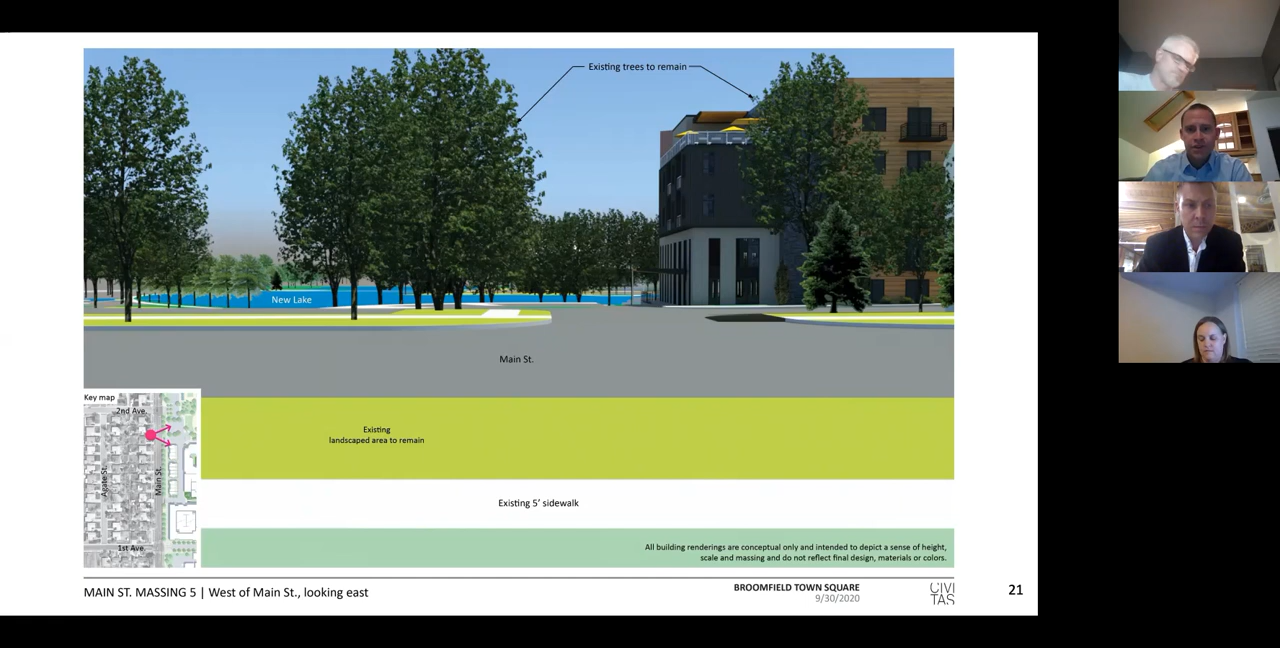 Existing trees to remain
New Lake
Main St.
Key map
2nd Ave.
Agate St.
Main St.
1st Ave.
Existing
landscaped area to remain
Existing 5' sidewalk
All building renderings are conceptual only and intended to depict a sense of height,
scale and massing and do not reflect final design, materials or colors.
MAIN ST. MASSING 5 | West of Main St., looking east
BROOMFIELD TOWN SQUARE
9/30/2020
CIVI
TAS
21